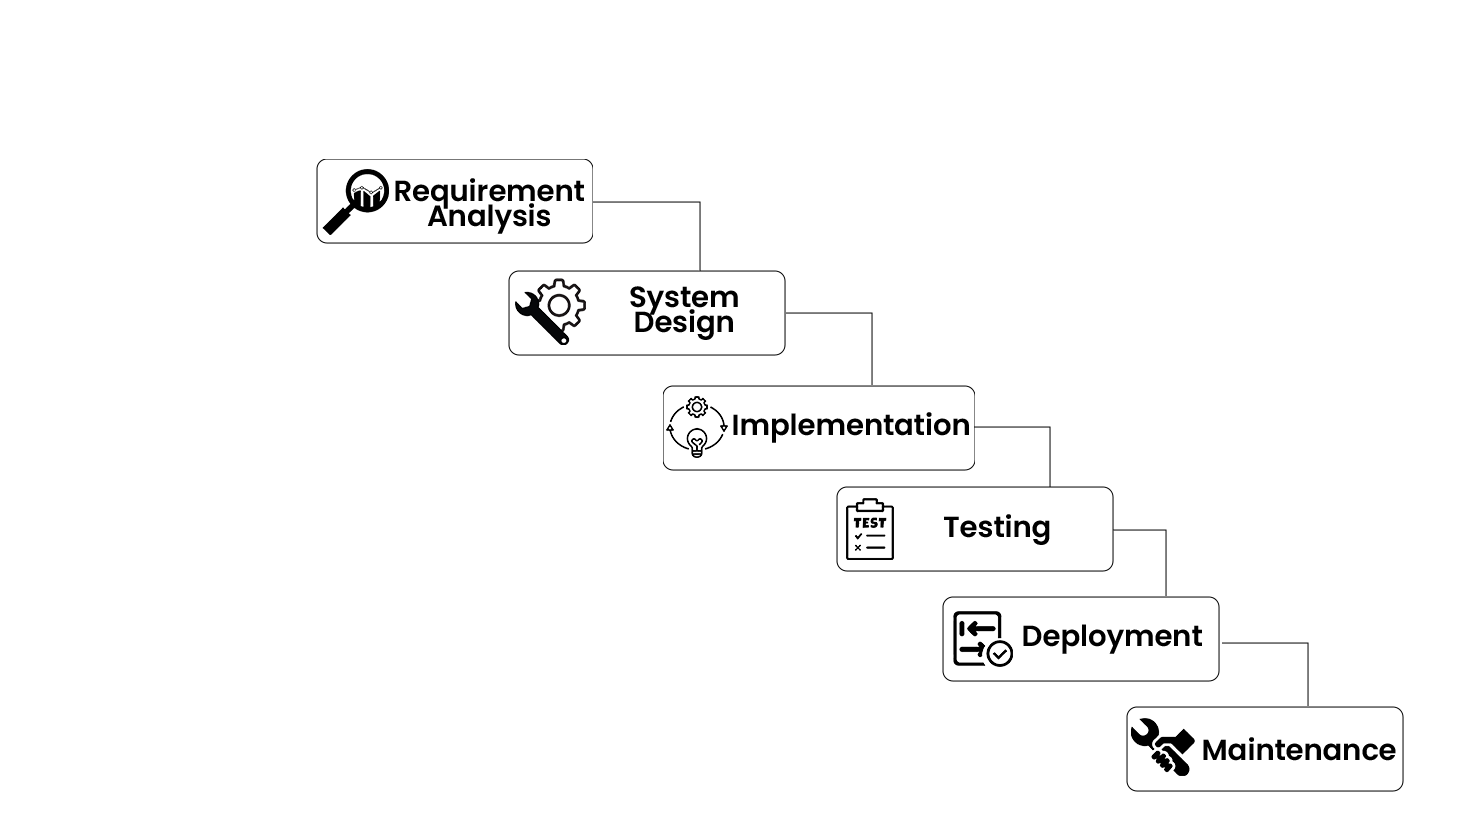 Requirement
Analysis
System
Design
Implementation
TEST
Testing
Deployment
Maintenance